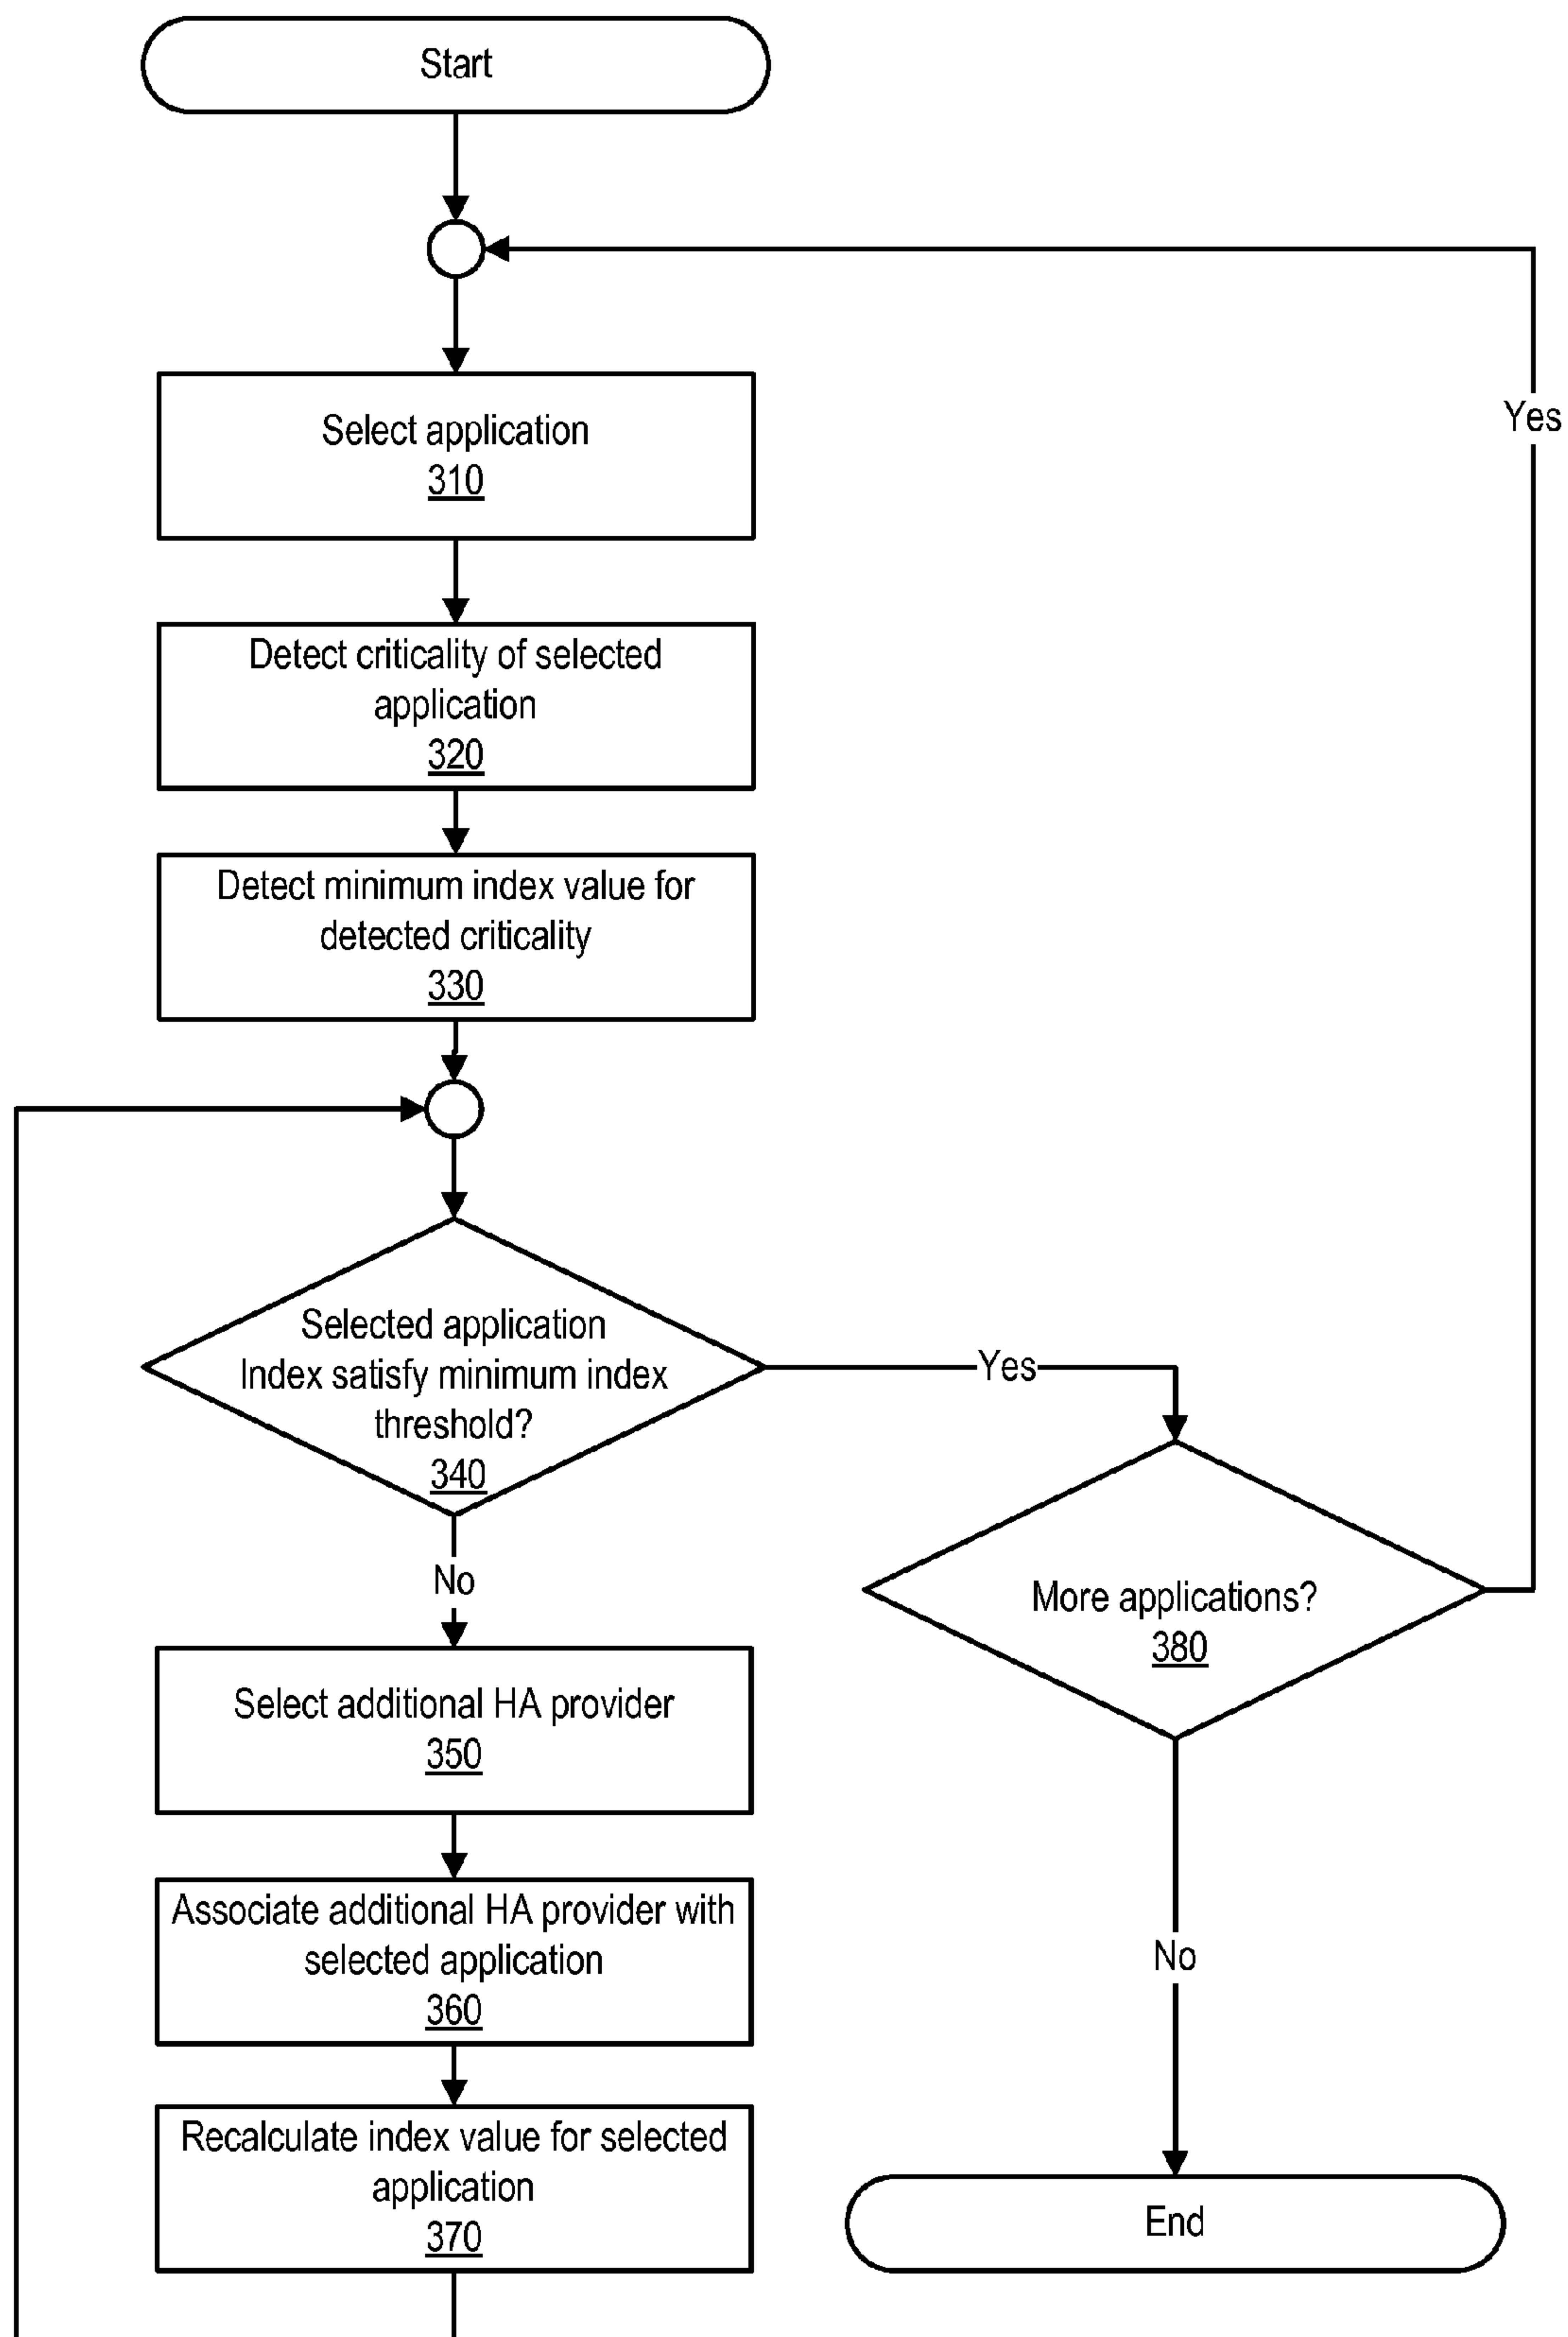 Start
Select application
310
Detect criticality of selected
application
320
Detect minimum index value for
detected criticality
330
Selected application
Index satisfy minimum index
threshold?
340
Yes
No
Select additional HA provider
350
Associate additional HA provider with
selected application
360
Recalculate index value for selected
application
370
More applications?
380
Yes
No
End